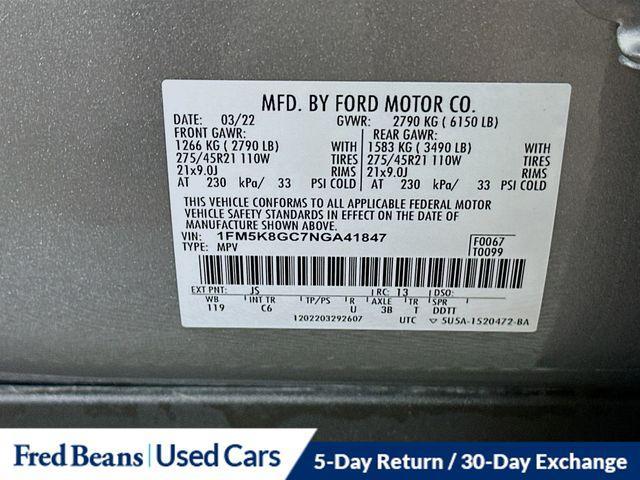 MFD. BY FORD MOTOR CO.
DATE: 03/22 GVWR: 2790 KG ( 6150 LB)
FRONT GAWR: REAR GAWR:
1266 KG ( 2790 LB) WITH 1583 KG ( 3490 LB) WITH
275/45R21 110W TIRES 275/45R21 110W TIRES
21x9.0J RIMS 21x9.0J RIMS
AT 230 kPa/ 33 PSI COLD AT 230 kPa/ 33 PSI COLD
THIS VEHICLE CONFORMS TO ALL APPLICABLE FEDERAL MOTOR
VEHICLE SAFETY STANDARDS IN EFFECT ON THE DATE OF
MANUFACTURE SHOWN ABOVE.
VIN: 1FM5K8GC7NGA41847 F0067
TYPE: MPV T0099
EXT PNT: JS RC: 13 DSO:
WB INT TR TP/PS R AXLE TR SPR
119 C6 U 3B T DDTT
1202203292607 UTC ▽ 5U5A-1520472-BA
Fred Beans | Used Cars 5-Day Return / 30-Day Exchange